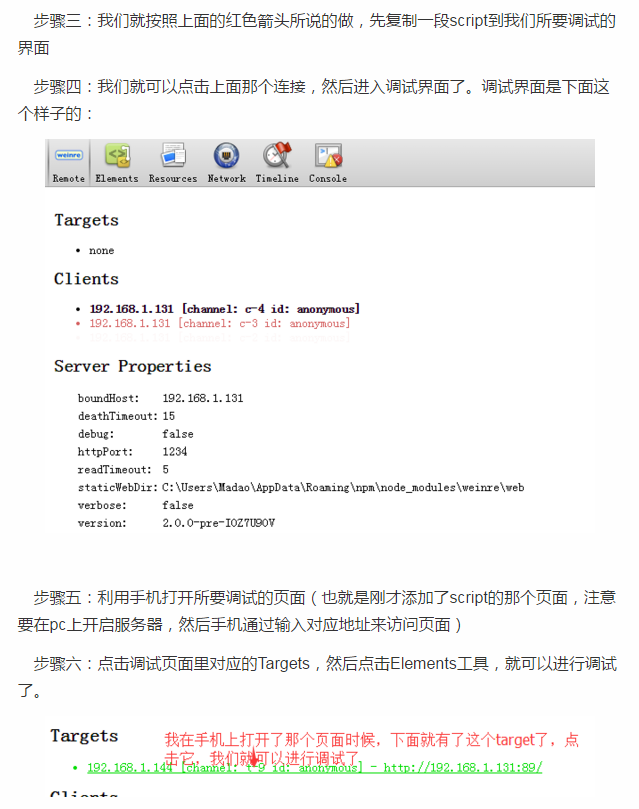 步骤三：我们就按照上面的红色箭头所说的做，先复制一段script到我们所要调试的
界面
步骤四：我们就可以点击上面那个连接，然后进入调试界面了。调试界面是下面这
个样子的：
weinre
Remote Elements Resources Network Timeline Console
Targets
• none
Clients
• 192.168.1.131 [channel: c-4 id: anonymous]
• 192.168.1.131 [channel: c-3 id: anonymous]
Server Properties
boundHost: 192.168.1.131
deathTimeout: 15
debug: false
httpPort: 1234
readTimeout: 5
staticWebDir: C:\Users\Madao\AppData\Roaming\npm\node_modules\weinre\web
verbose: false
version: 2.0.0-pre-IOZ7U9OV
步骤五：利用手机打开所要调试的页面（也就是刚才添加了script的那个页面，注意
要在pc上开启服务器，然后手机通过输入对应地址来访问页面）
步骤六：点击调试页面里对应的Targets，然后点击Elements工具，就可以进行调试
了。
Targets
我在手机上打开了那个页面时候，下面就有了这个target了，点
击它，我们就可以进行调试了
• 192.168.1.144 [channel: t-9 id: anonymous] - http://192.168.1.131:89/
Clients